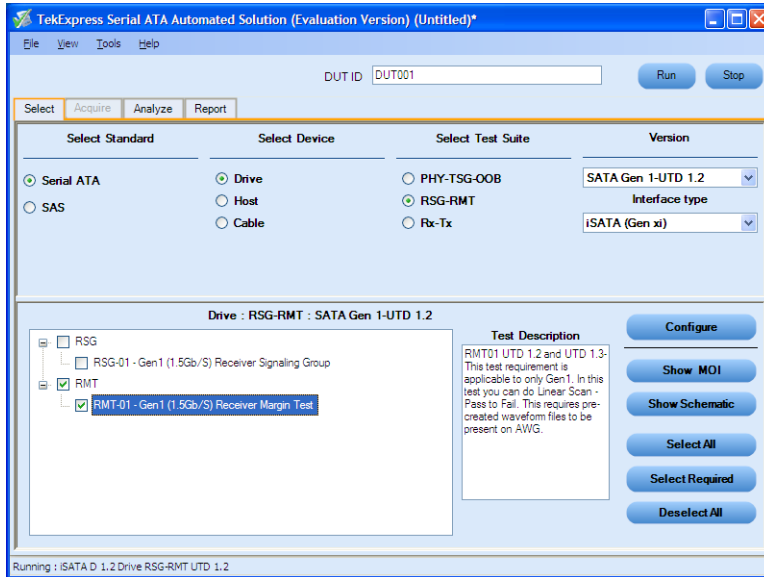 TekExpress Serial ATA Automated Solution (Evaluation Version) (Untitled)*
File View Tools Help
DUT ID DUT001 Run Stop
Select Acquire Analyze Report
Select Standard Select Device Select Test Suite Version
Serial ATA Drive PHY-TSG-OOB SATA Gen 1-UTD 1.2
SAS Host RSG-RMT Interface type
Cable Rx-Tx iSATA (Gen xi)
Drive : RSG-RMT : SATA Gen 1-UTD 1.2
RSG
RSG-01 - Gen1 (1.5Gb/S) Receiver Signaling Group
RMT
RMT-01 - Gen1 (1.5Gb/S) Receiver Margin Test
Test Description
RMT01 UTD 1.2 and UTD 1.3-
This test requirement is
applicable to only Gen1. In this
test you can do Linear Scan -
Pass to Fail. This requires pre-
created waveform files to be
present on AWG.
Configure
Show MOI
Show Schematic
Select All
Select Required
Deselect All
Running : iSATA D 1.2 Drive RSG-RMT UTD 1.2